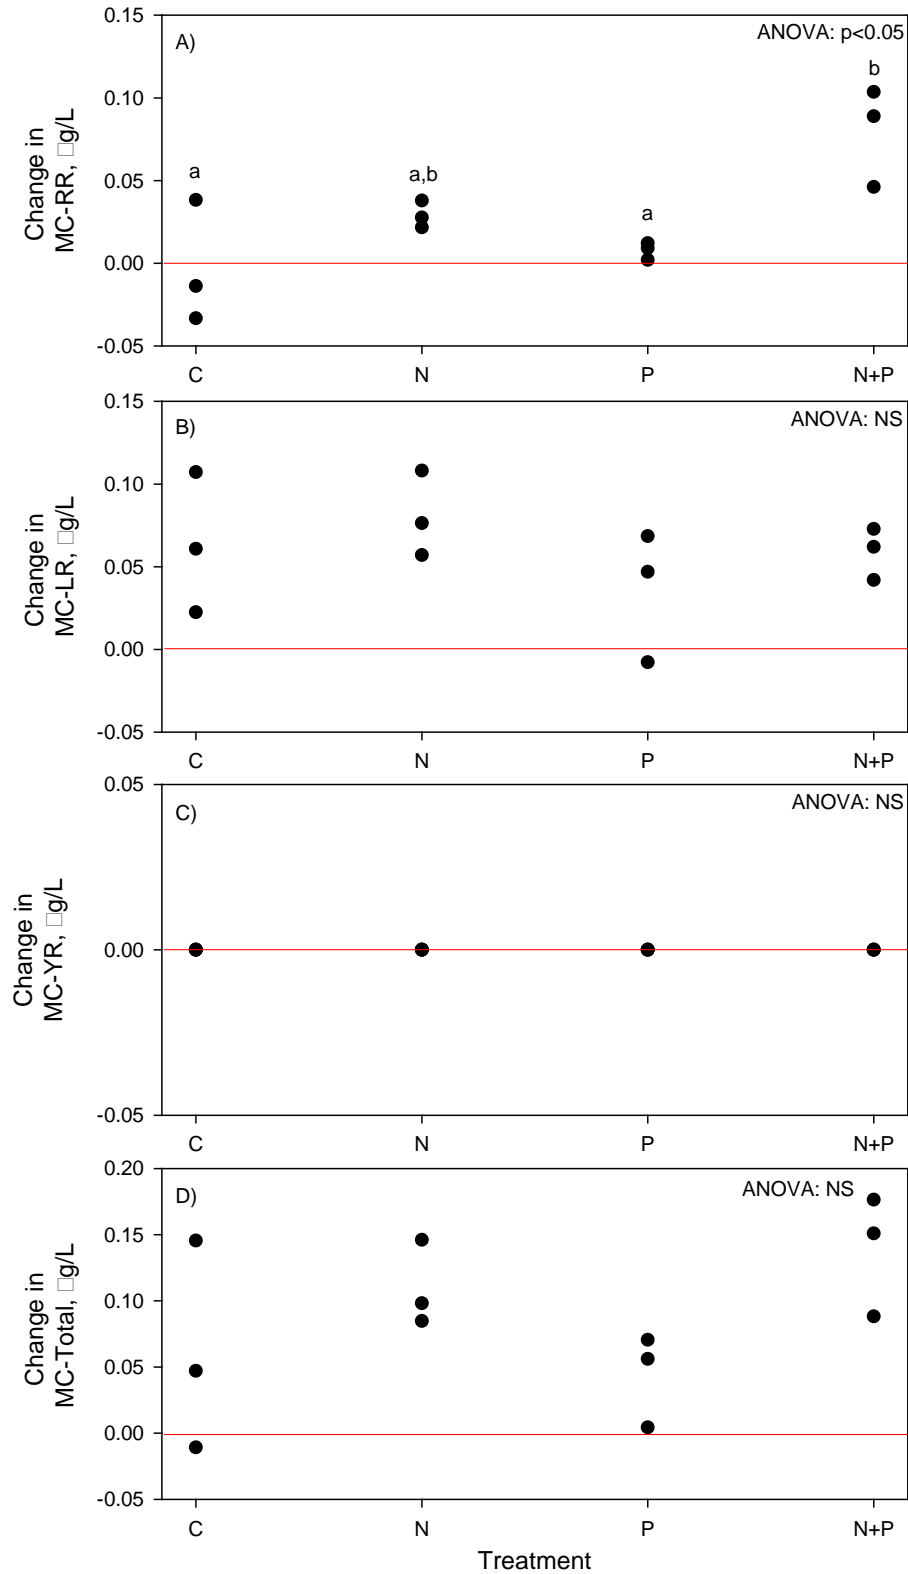 A)
ANOVA: p<0.05
0.15
0.10
0.05
0.00
-0.05
a
a,b
a
b
Change in
MC-RR, □g/L
C N P N+P
B)
ANOVA: NS
0.15
0.10
0.05
0.00
-0.05
Change in
MC-LR, □g/L
C N P N+P
C)
ANOVA: NS
0.05
0.00
-0.05
Change in
MC-YR, □g/L
C N P N+P
D)
ANOVA: NS
0.20
0.15
0.10
0.05
0.00
-0.05
Change in
MC-Total, □g/L
C N P N+P
Treatment